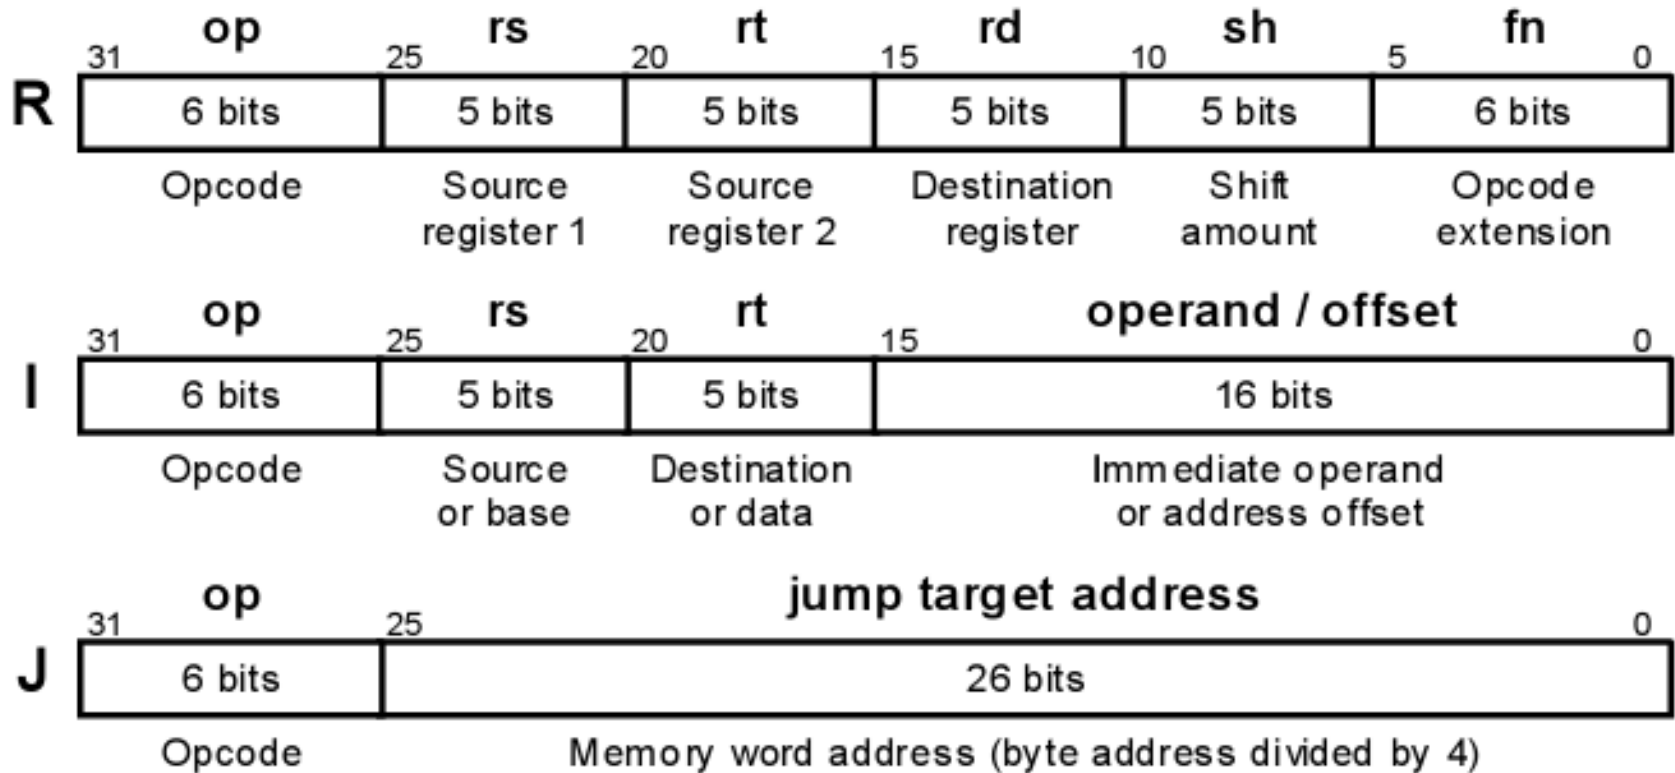 op rs rt rd sh fn
31 25 20 15 10 5 0
R 6 bits 5 bits 5 bits 5 bits 5 bits 6 bits
Opcode Source Source Destination Shift Opcode
register 1 register 2 register amount extension
op rs rt operand / offset
31 25 20 15 0
I 6 bits 5 bits 5 bits 16 bits
Opcode Source Destination Immediate operand
or base or data or address offset
op jump target address
31 25 0
J 6 bits 26 bits
Opcode Memory word address (byte address divided by 4)